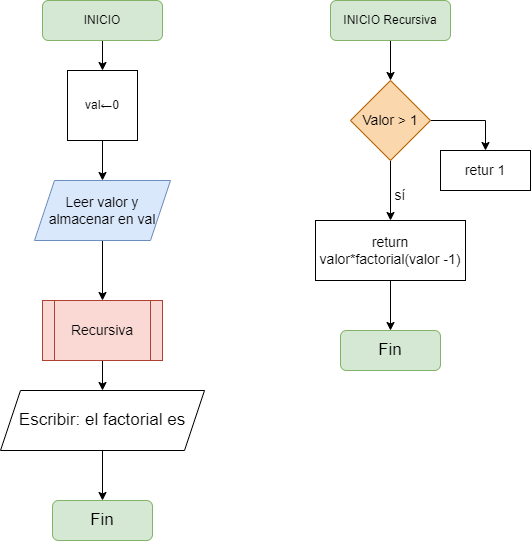 INICIO
val←0
Leer valor y
almacenar en val
Recursiva
Escribir: el factorial es
Fin
INICIO Recursiva
Valor > 1
retur 1
sí
return
valor*factorial(valor -1)
Fin